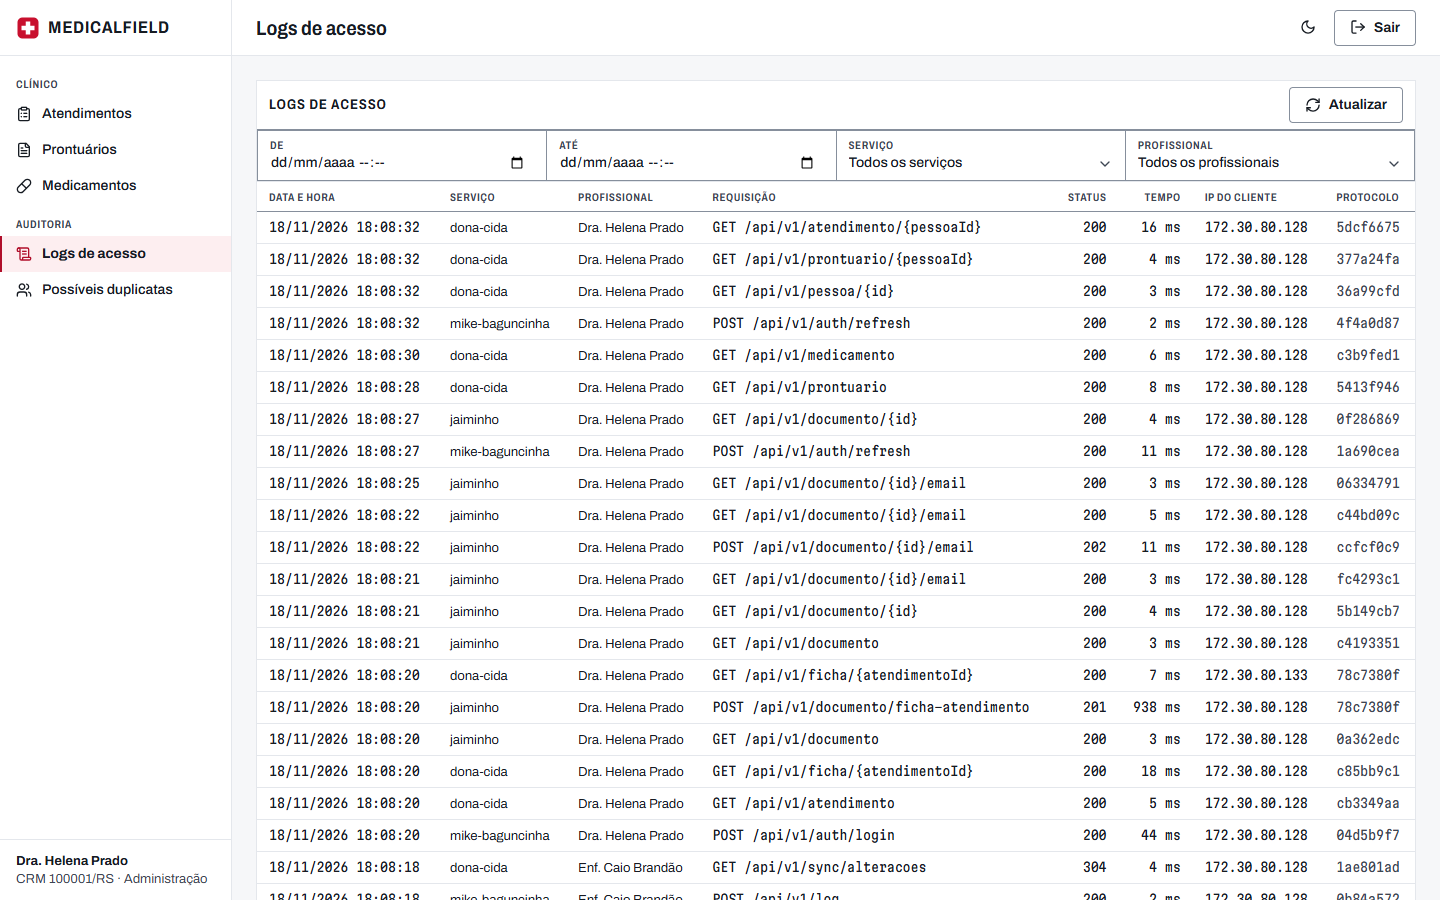 MEDICALFIELD
Logs de acesso
Sair
CLÍNICO
Atendimentos
Prontuários
Medicamentos
AUDITORIA
Logs de acesso
Possíveis duplicatas
Dra. Helena Prado
CRM 100001/RS · Administração
LOGS DE ACESSO
Atualizar
DE
dd/mm/aaaa --:--
ATÉ
dd/mm/aaaa --:--
SERVIÇO
Todos os serviços
PROFISSIONAL
Todos os profissionais
DATA E HORA SERVIÇO PROFISSIONAL REQUISIÇÃO STATUS TEMPO IP DO CLIENTE PROTOCOLO
18/11/2026 18:08:32 dona-cida Dra. Helena Prado GET /api/v1/atendimento/{pessoaId} 200 16 ms 172.30.80.128 5dcf6675
18/11/2026 18:08:32 dona-cida Dra. Helena Prado GET /api/v1/prontuario/{pessoaId} 200 4 ms 172.30.80.128 377a24fa
18/11/2026 18:08:32 dona-cida Dra. Helena Prado GET /api/v1/pessoa/{id} 200 3 ms 172.30.80.128 36a99cfd
18/11/2026 18:08:32 mike-baguncinha Dra. Helena Prado POST /api/v1/auth/refresh 200 2 ms 172.30.80.128 4f4a0d87
18/11/2026 18:08:30 dona-cida Dra. Helena Prado GET /api/v1/medicamento 200 6 ms 172.30.80.128 c3b9fed1
18/11/2026 18:08:28 dona-cida Dra. Helena Prado GET /api/v1/prontuario 200 8 ms 172.30.80.128 5413f946
18/11/2026 18:08:27 jaiminho Dra. Helena Prado GET /api/v1/documento/{id} 200 4 ms 172.30.80.128 0f286869
18/11/2026 18:08:27 mike-baguncinha Dra. Helena Prado POST /api/v1/auth/refresh 200 11 ms 172.30.80.128 1a690cea
18/11/2026 18:08:25 jaiminho Dra. Helena Prado GET /api/v1/documento/{id}/email 200 3 ms 172.30.80.128 06334791
18/11/2026 18:08:22 jaiminho Dra. Helena Prado GET /api/v1/documento/{id}/email 200 5 ms 172.30.80.128 c44bd09c
18/11/2026 18:08:22 jaiminho Dra. Helena Prado POST /api/v1/documento/{id}/email 202 11 ms 172.30.80.128 ccfcf0c9
18/11/2026 18:08:21 jaiminho Dra. Helena Prado GET /api/v1/documento/{id}/email 200 3 ms 172.30.80.128 fc4293c1
18/11/2026 18:08:21 jaiminho Dra. Helena Prado GET /api/v1/documento/{id} 200 4 ms 172.30.80.128 5b149cb7
18/11/2026 18:08:21 jaiminho Dra. Helena Prado GET /api/v1/documento 200 3 ms 172.30.80.128 c4193351
18/11/2026 18:08:20 dona-cida Dra. Helena Prado GET /api/v1/ficha/{atendimentoId} 200 7 ms 172.30.80.133 78c7380f
18/11/2026 18:08:20 jaiminho Dra. Helena Prado POST /api/v1/documento/ficha-atendimento 201 938 ms 172.30.80.128 78c7380f
18/11/2026 18:08:20 jaiminho Dra. Helena Prado GET /api/v1/documento 200 3 ms 172.30.80.128 0a362edc
18/11/2026 18:08:20 dona-cida Dra. Helena Prado GET /api/v1/ficha/{atendimentoId} 200 18 ms 172.30.80.128 c85bb9c1
18/11/2026 18:08:20 dona-cida Dra. Helena Prado GET /api/v1/atendimento 200 5 ms 172.30.80.128 cb3349aa
18/11/2026 18:08:20 mike-baguncinha Dra. Helena Prado POST /api/v1/auth/login 200 44 ms 172.30.80.128 04d5b9f7
18/11/2026 18:08:18 dona-cida Enf. Caio Brandão GET /api/v1/sync/alteracoes 304 4 ms 172.30.80.128 1ae801ad
18/11/2026 18:08:18 mike-baguncinha Enf. Caio Brandão POST /api/v1/log 200 2 ms 172.30.80.128 0b84a572